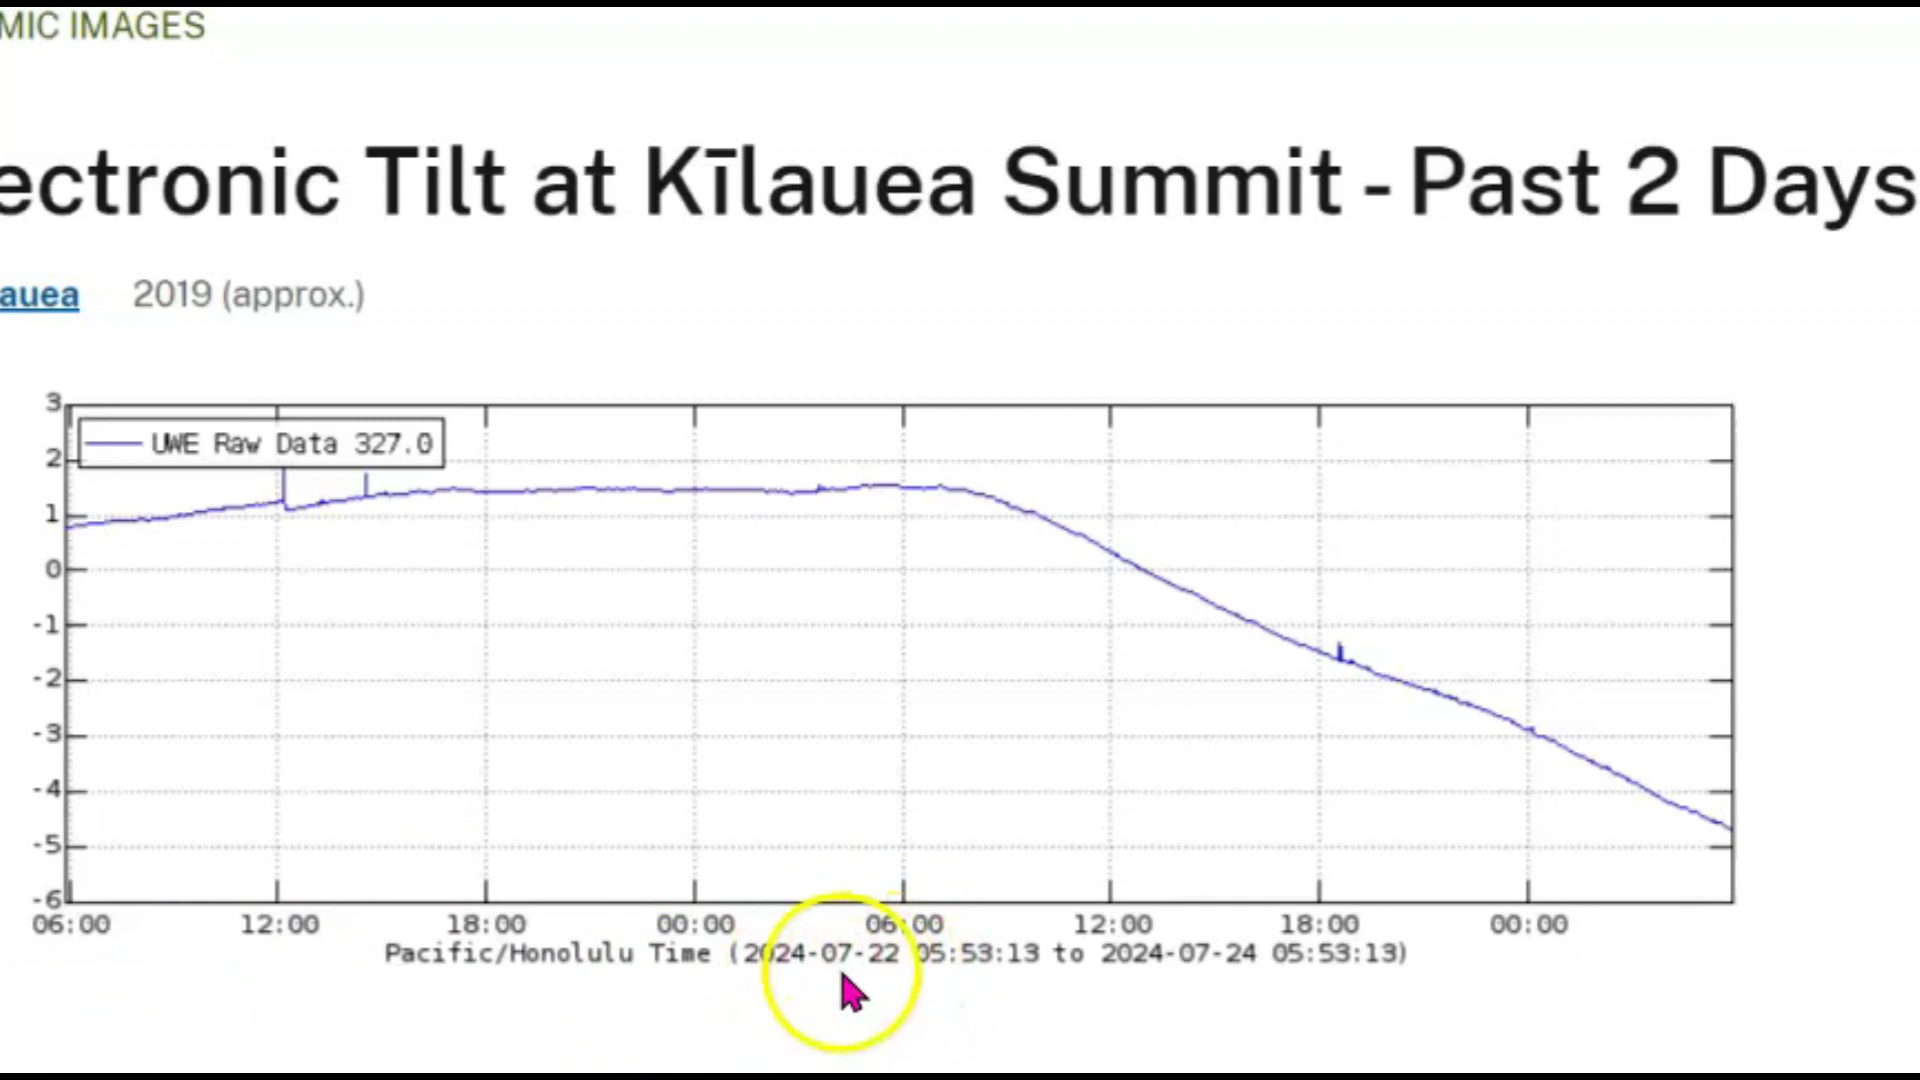 MIC IMAGES
ectronic Tilt at Kīlauea Summit - Past 2 Days
auea 2019 (approx.)
3
UWE Raw Data 327.0
2
1
0
-1
-2
-3
-4
-5
-6
06:00 12:00 18:00 00:00 06:00 12:00 18:00 00:00
Pacific/Honolulu Time (2024-07-22 05:53:13 to 2024-07-24 05:53:13)